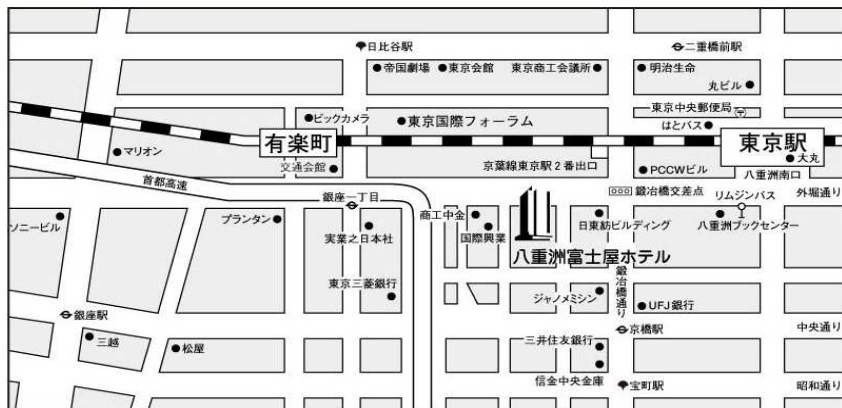 日比谷駅
二重橋前駅
帝国劇場
東京会館
東京商工会議所
明治生命
丸ビル
東京中央郵便局
ビックカメラ
東京国際フォーラム
はとバス
有楽町
東京駅
マリオン
交通会館
京葉線東京駅2番出口
PCCWビル
大丸
八重洲南口
首都高速
銀座一丁目
鍛冶橋交差点
リムジンバス
外堀通り
ソニービル
プランタン
商工中金
実業之日本社
国際興業
日東紡ビルディング
八重洲ブックセンター
八重洲富士屋ホテル
東京三菱銀行
ジャノメミシン
鍛冶橋通り
UFJ銀行
銀座駅
京橋駅
中央通り
三越
松屋
三井住友銀行
信金中央金庫
宝町駅
昭和通り